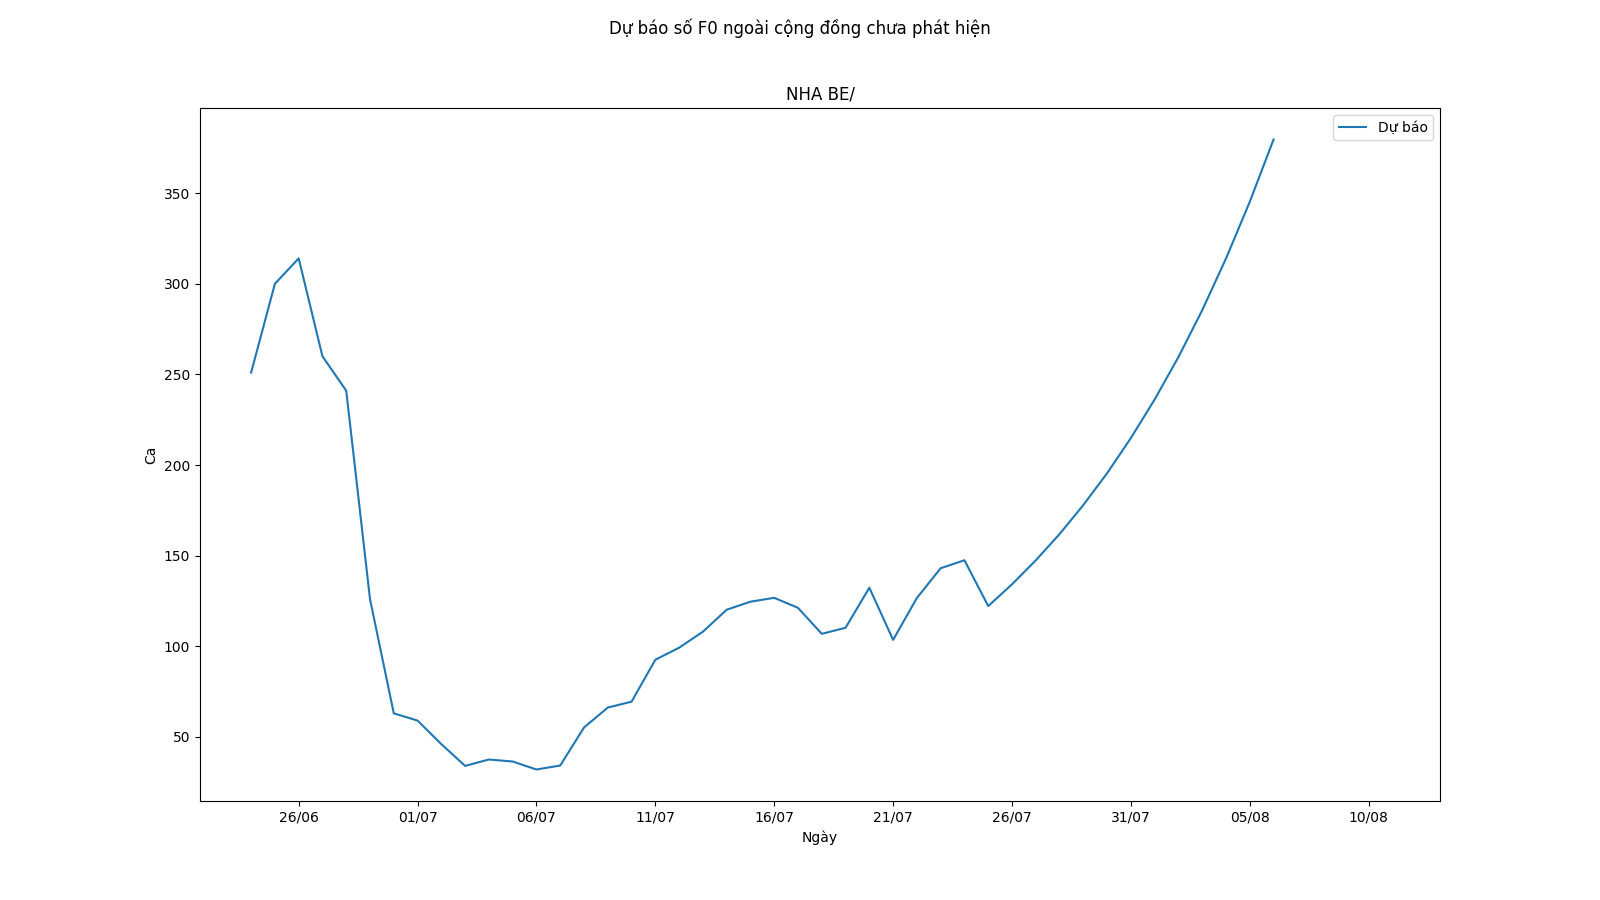 Dự báo số F0 ngoài cộng đồng chưa phát hiện
NHA BE/
Dự báo
350
300
250
200
150
100
50
Ca
26/06 01/07 06/07 11/07 16/07 21/07 26/07 31/07 05/08 10/08
Ngày